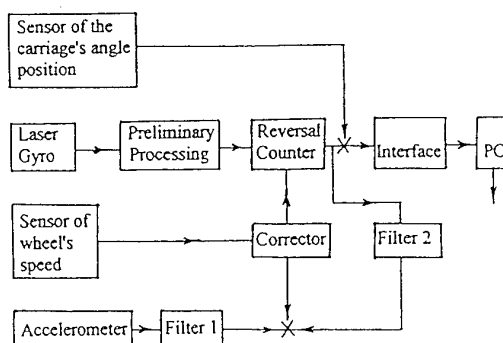 Sensor of the
carriage's angle
position
Laser
Gyro
Preliminary
Processing
Reversal
Counter
Interface
PC
Sensor of
wheel's
speed
Corrector
Filter 2
Accelerometer
Filter 1